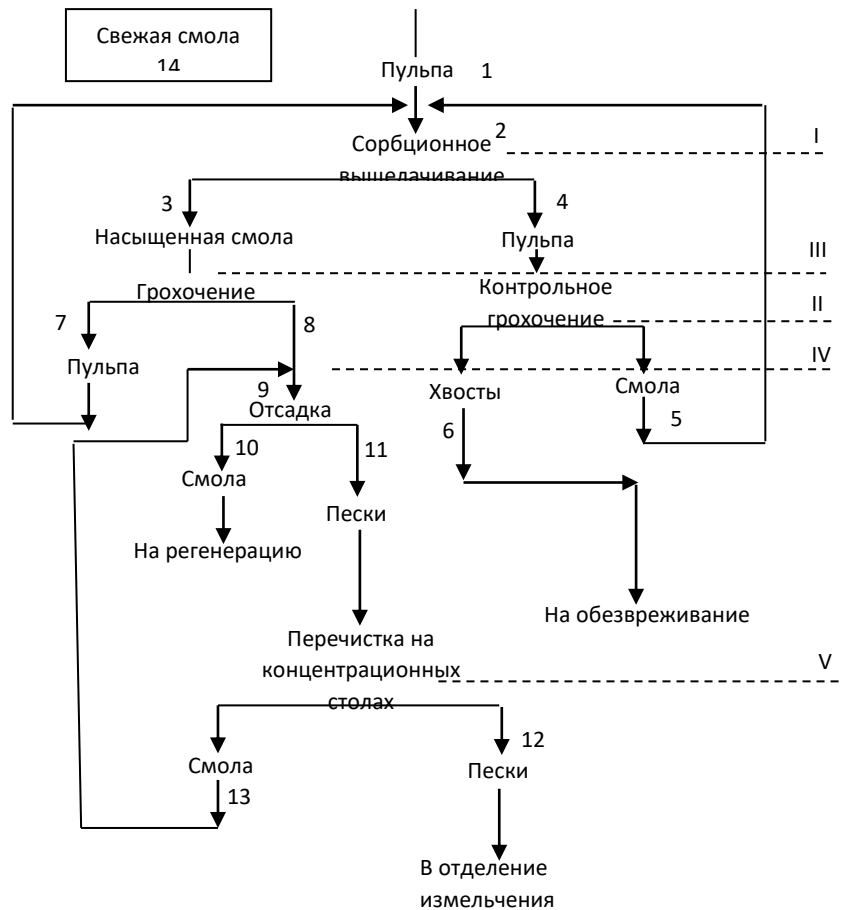 Свежая смола
14
Пульпа 1
2
Сорбционное
выщелачивание
I
3
4
Насыщенная смола
Пульпа
III
Грохочение
Контрольное
грохочение
II
7
8
Пульпа
IV
9
Отсадка
Хвосты
Смола
5
6
10
11
Смола
Пески
На регенерацию
На обезвреживание
Перечистка на
концентрационных
столах
V
12
Смола
Пески
13
В отделение
измельчения